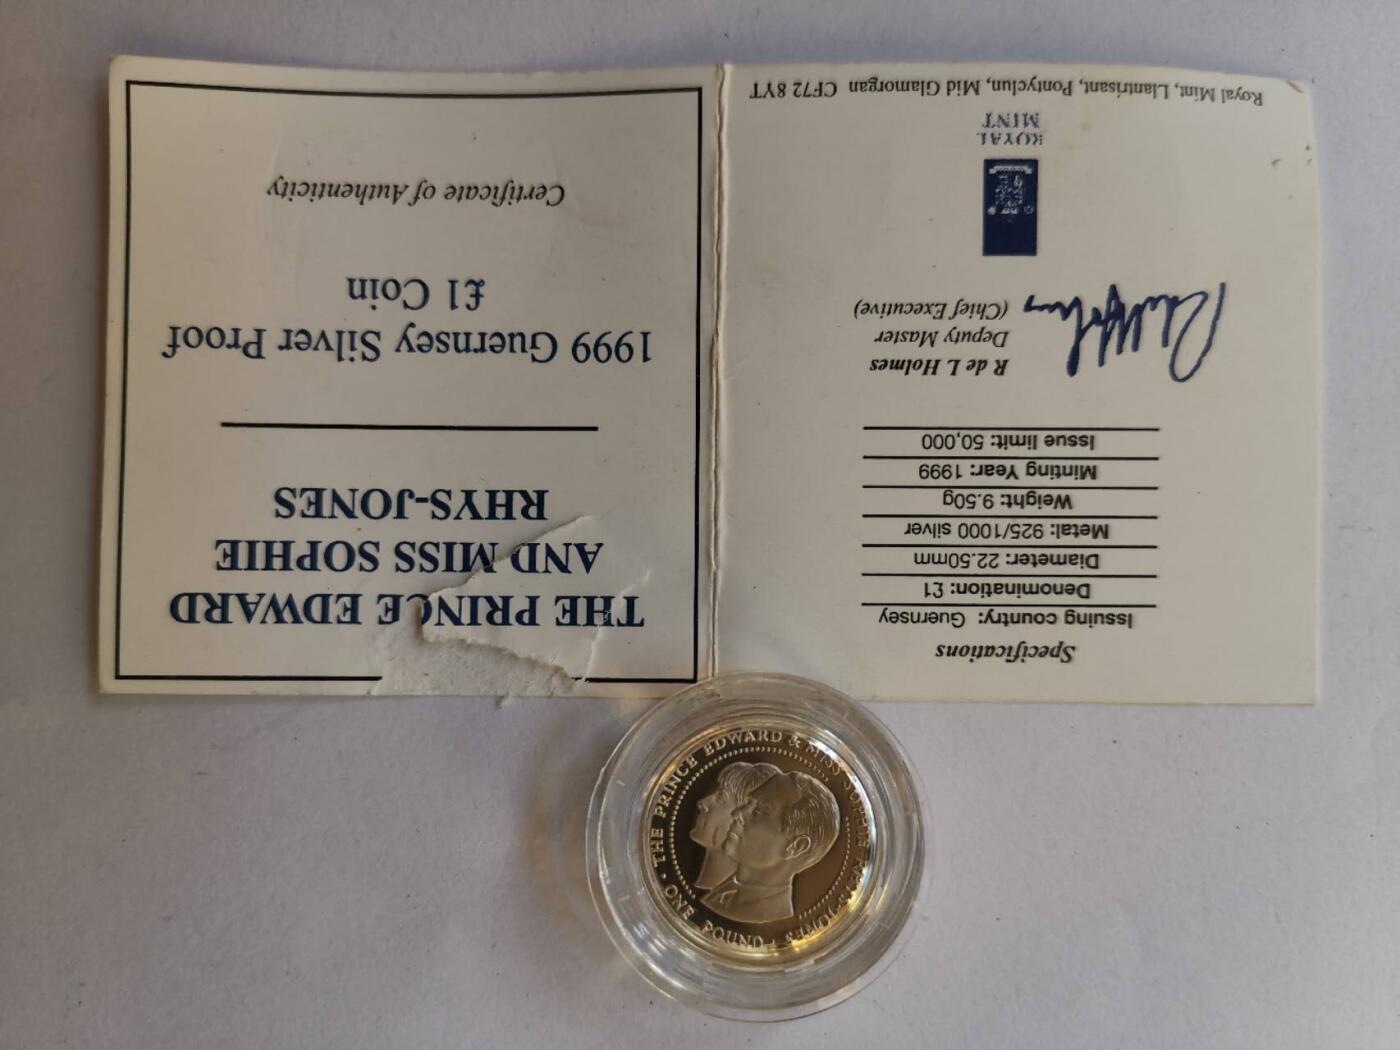 THE PRINCE EDWARD
AND MISS SOPHIE
RHYS-JONES
1999 Guernsey Silver Proof
£1 Coin
Certificate of Authenticity
Specifications
Issuing country: Guernsey
Denomination: £1
Diameter: 22.50mm
Metal: 925/1000 silver
Weight: 9.50g
Minting Year: 1999
Issue limit: 50,000
R de L Holmes
Deputy Master
(Chief Executive)
ROYAL
MINT
Royal Mint, Llantrisant, Pontyclun, Mid Glamorgan CF72 8YT
· THE PRINCE EDWARD & MISS SOPHIE RHYS-JONES
· ONE POUND ·